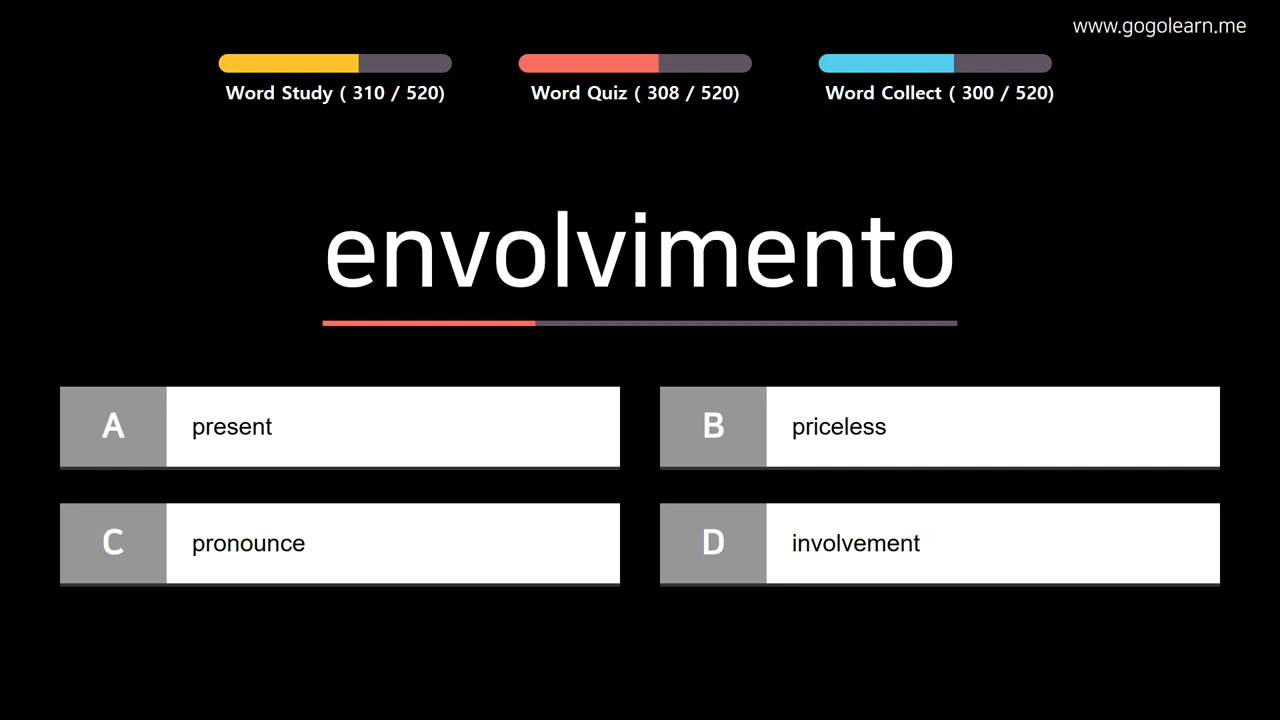 www.gogolearn.me
Word Study ( 310 / 520)
Word Quiz ( 308 / 520)
Word Collect ( 300 / 520)
envolvimento
A present
B priceless
C pronounce
D involvement